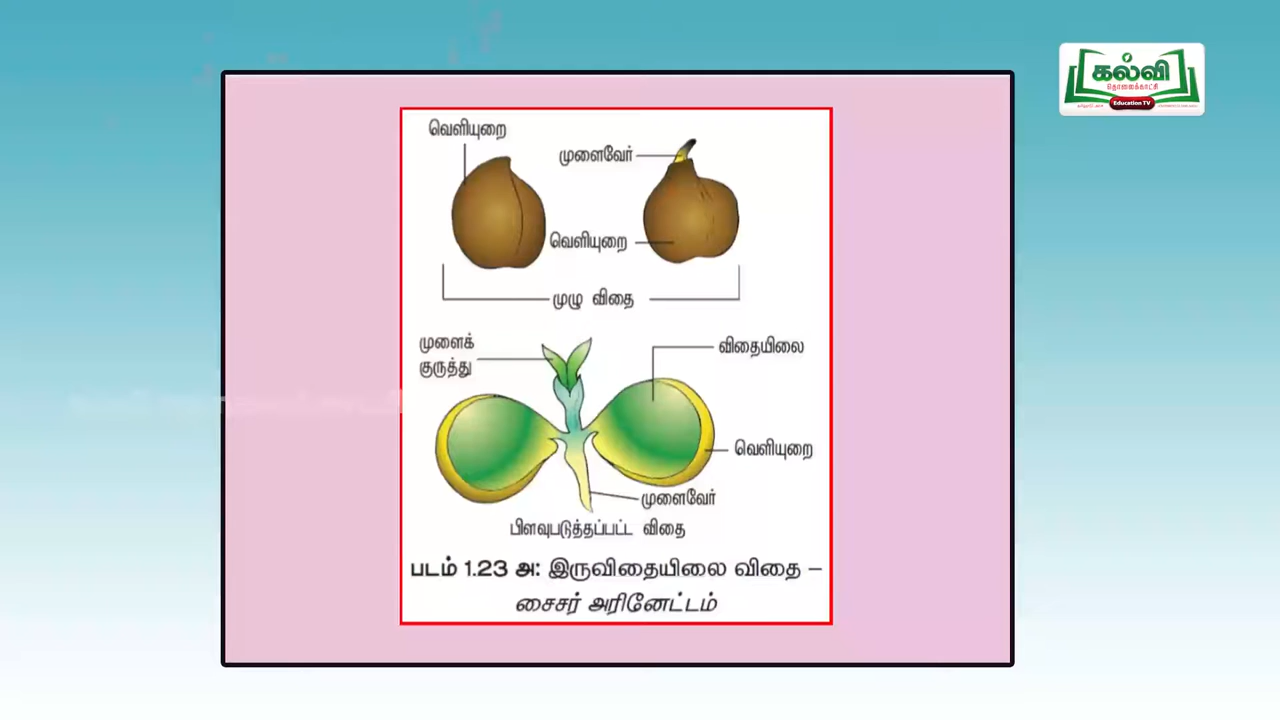 கல்வி
தொலைக்காட்சி
Education TV
வெளியுறை
முளைவேர்
வெளியுறை
முழு விதை
முளைக்
குருத்து
விதையிலை
வெளியுறை
முளைவேர்
பிளவுபடுத்தப்பட்ட விதை
படம் 1.23 அ: இருவிதையிலை விதை –
சைசர் அரினேட்டம்